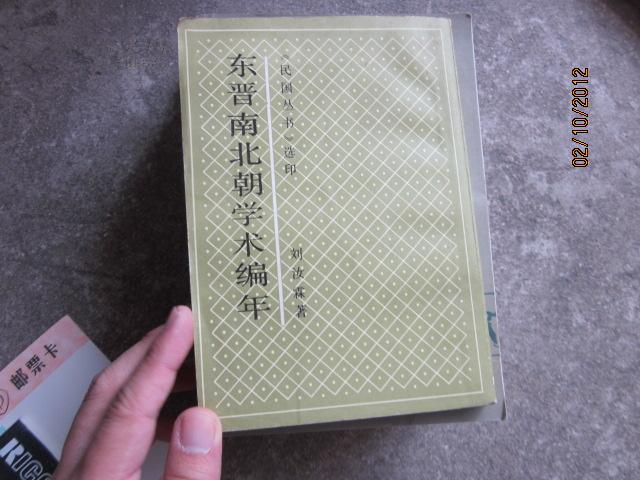 东晋南北朝学术编年
《民国丛书》选印
刘汝霖著
02/10/2012
邮票卡
RICO